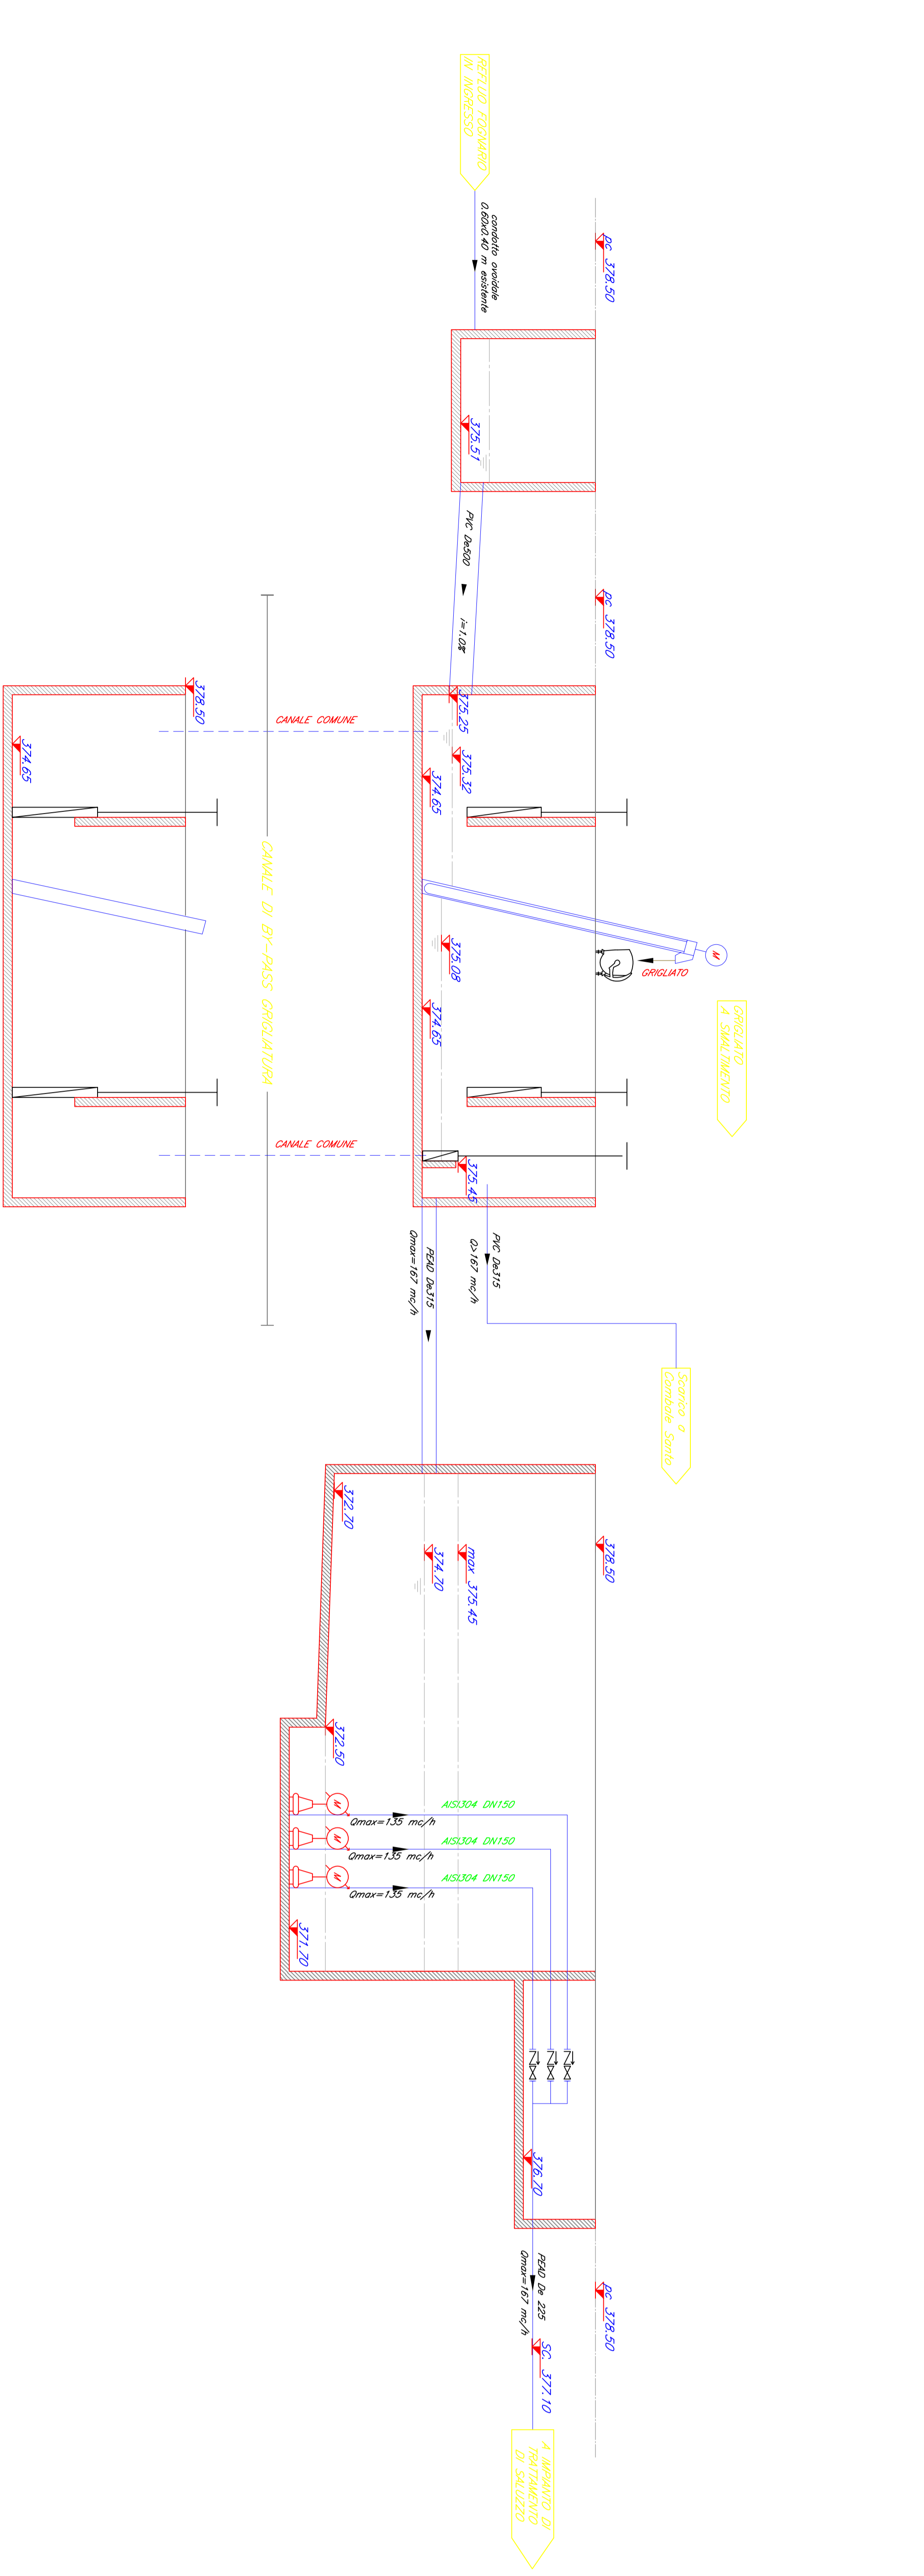 REFLUO FOGNARIO
IN INGRESSO
condotto ovoidale
0.60x0.40 m esistente
pc 378.50
375.51
PVC De500
i=1.0%
pc 378.50
375.25
375.32
374.65
375.08
374.65
M
GRIGLIATO
GRIGLIATO
A SMALTIMENTO
375.45
CANALE COMUNE
CANALE COMUNE
CANALE DI BY-PASS GRIGLIATURA
378.50
374.65
PVC De315
Q>167 mc/h
PEAD De315
Qmax=167 mc/h
Scarico a
Combale Santo
372.70
374.70
max 375.45
378.50
372.50
M
AISI304 DN150
Qmax=135 mc/h
M
AISI304 DN150
Qmax=135 mc/h
M
AISI304 DN150
Qmax=135 mc/h
371.70
376.70
pc 378.50
PEAD De 225
Qmax=167 mc/h
SC. 377.10
A IMPIANTO DI
TRATTAMENTO
DI SALUZZO